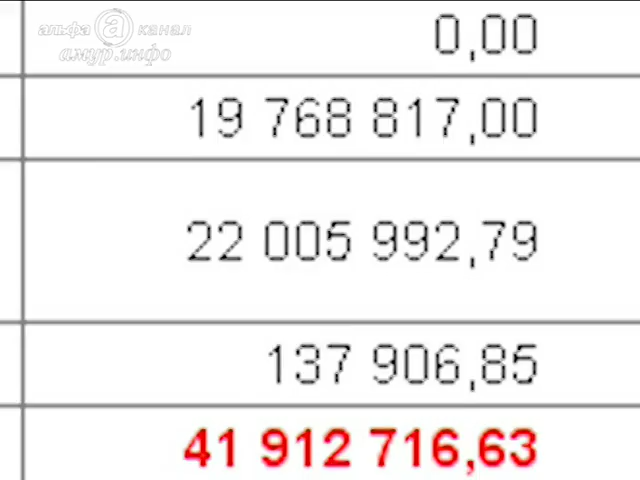 альфа @ канал
амур.инфо
0,00
19 768 817,00
22 005 992,79
137 906,85
41 912 716,63